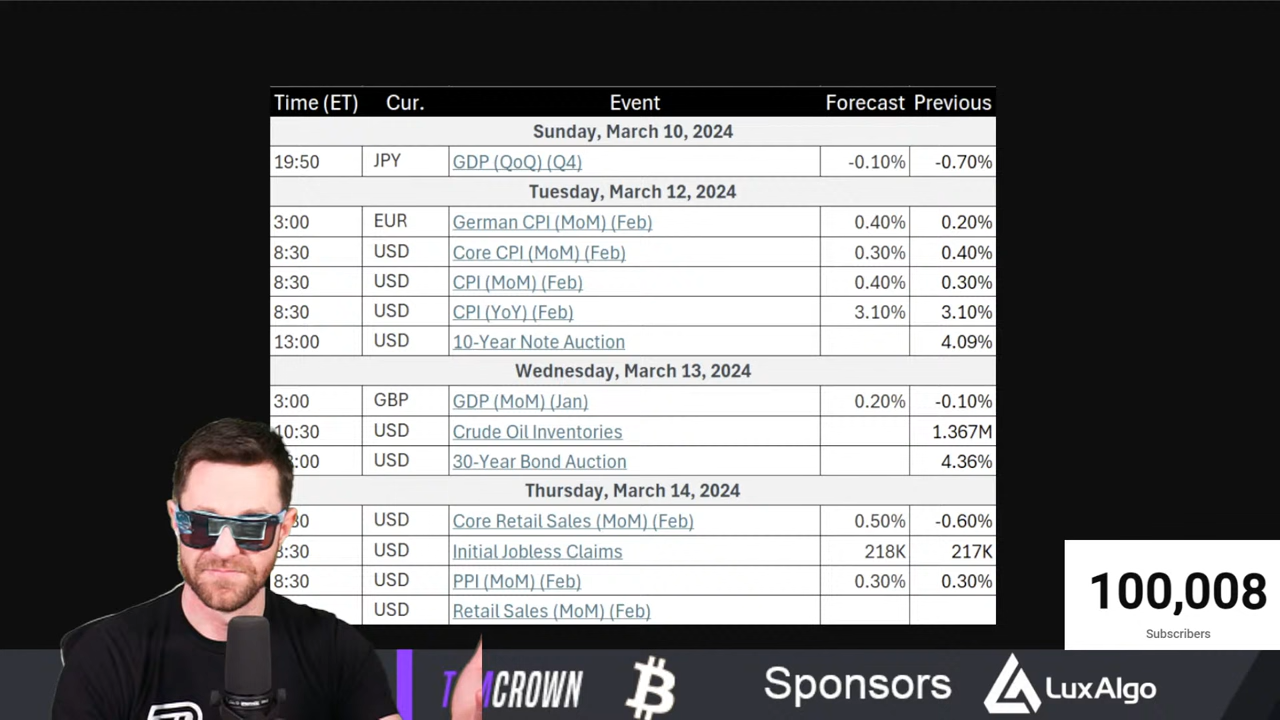 Time (ET) Cur. Event Forecast Previous
Sunday, March 10, 2024
19:50 JPY GDP (QoQ) (Q4) -0.10% -0.70%
Tuesday, March 12, 2024
3:00 EUR German CPI (MoM) (Feb) 0.40% 0.20%
8:30 USD Core CPI (MoM) (Feb) 0.30% 0.40%
8:30 USD CPI (MoM) (Feb) 0.40% 0.30%
8:30 USD CPI (YoY) (Feb) 3.10% 3.10%
13:00 USD 10-Year Note Auction 4.09%
Wednesday, March 13, 2024
3:00 GBP GDP (MoM) (Jan) 0.20% -0.10%
10:30 USD Crude Oil Inventories 1.367M
USD 30-Year Bond Auction 4.36%
Thursday, March 14, 2024
USD Core Retail Sales (MoM) (Feb) 0.50% -0.60%
USD Initial Jobless Claims 218K 217K
8:30 USD PPI (MoM) (Feb) 0.30% 0.30%
USD Retail Sales (MoM) (Feb)
100,008
Subscribers
CROWN Sponsors LuxAlgo